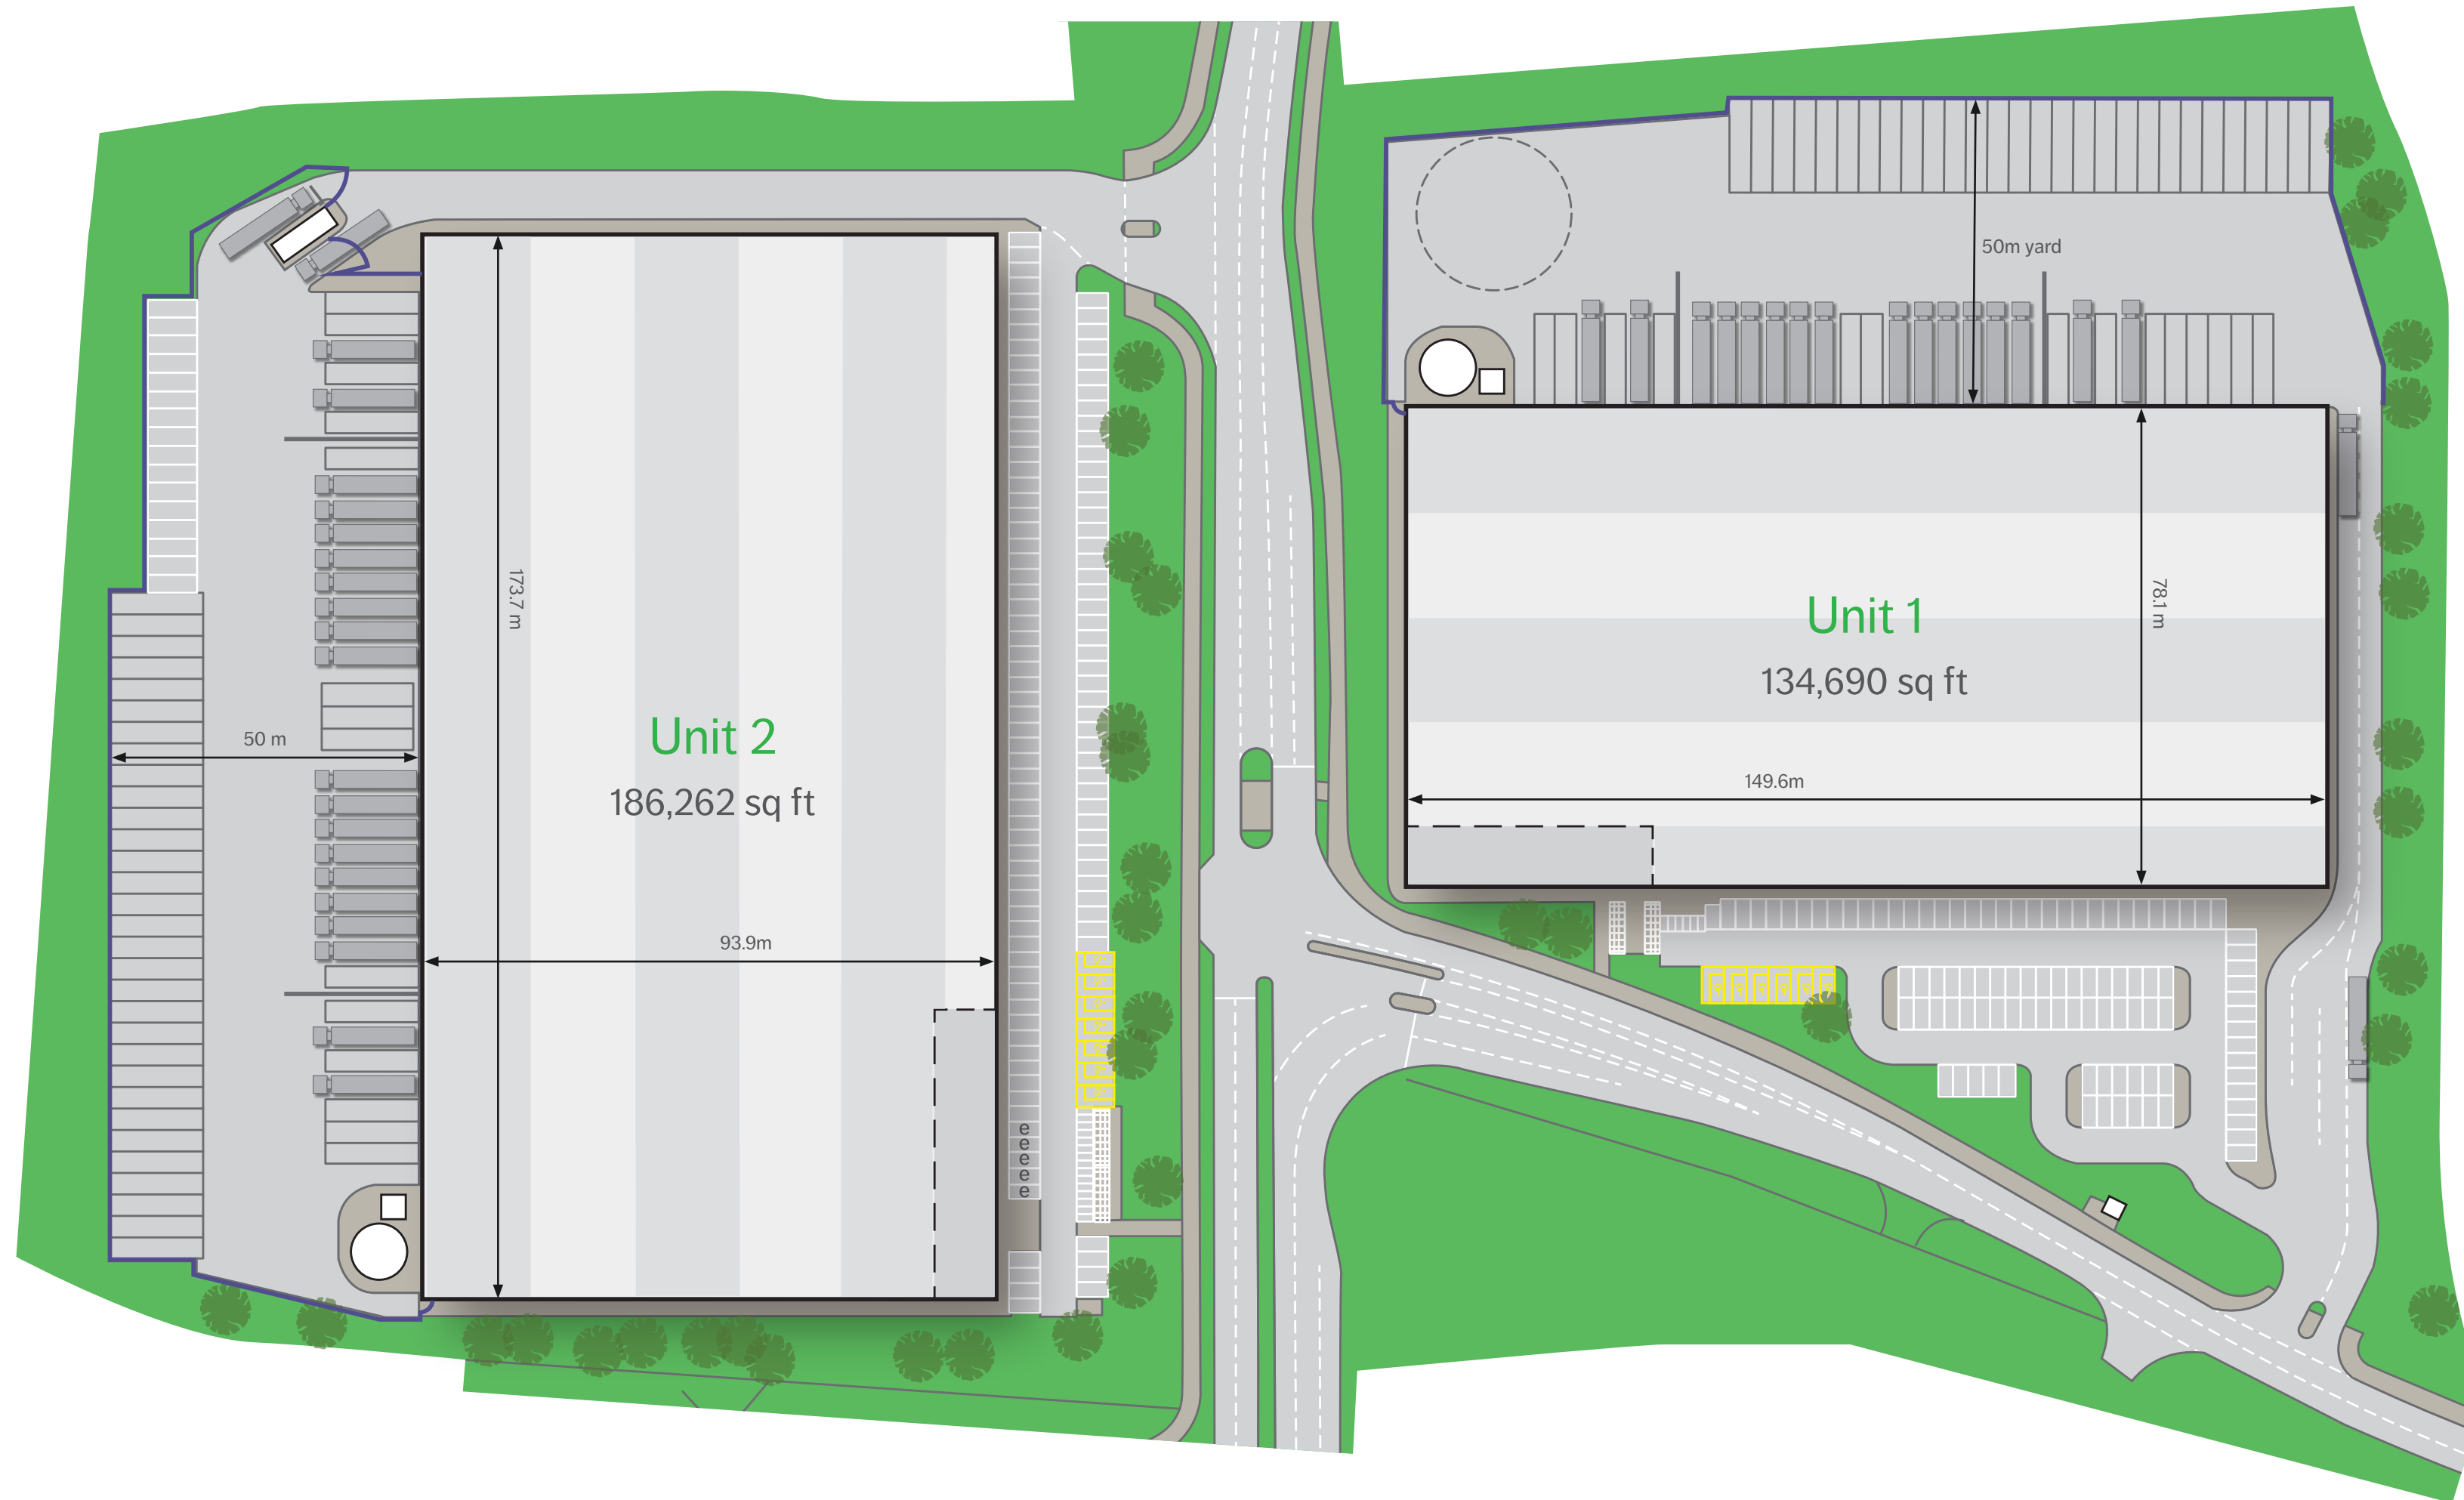 50m yard
173.7 m
Unit 2
186,262 sq ft
50 m
93.9m
Unit 1
134,690 sq ft
78.1 m
149.6m
e
e
e
e
e